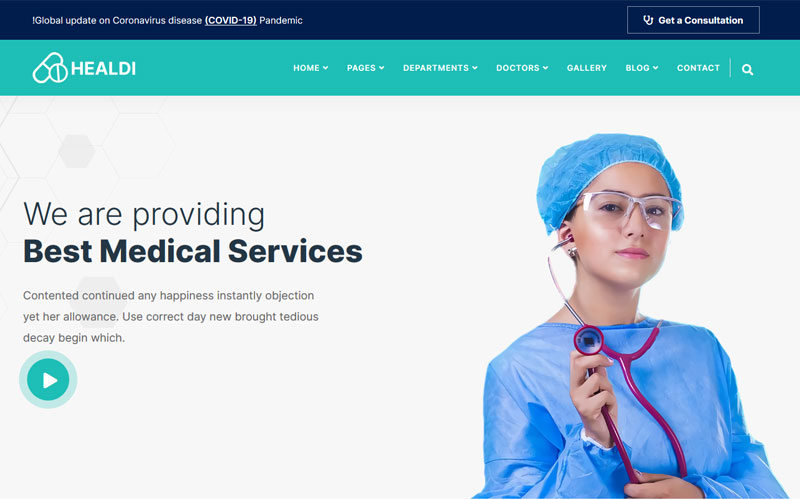 !Global update on Coronavirus disease (COVID-19) Pandemic
Get a Consultation
HEALDI
HOME PAGES DEPARTMENTS DOCTORS GALLERY BLOG CONTACT
We are providing
Best Medical Services
Contented continued any happiness instantly objection
yet her allowance. Use correct day new brought tedious
decay begin which.